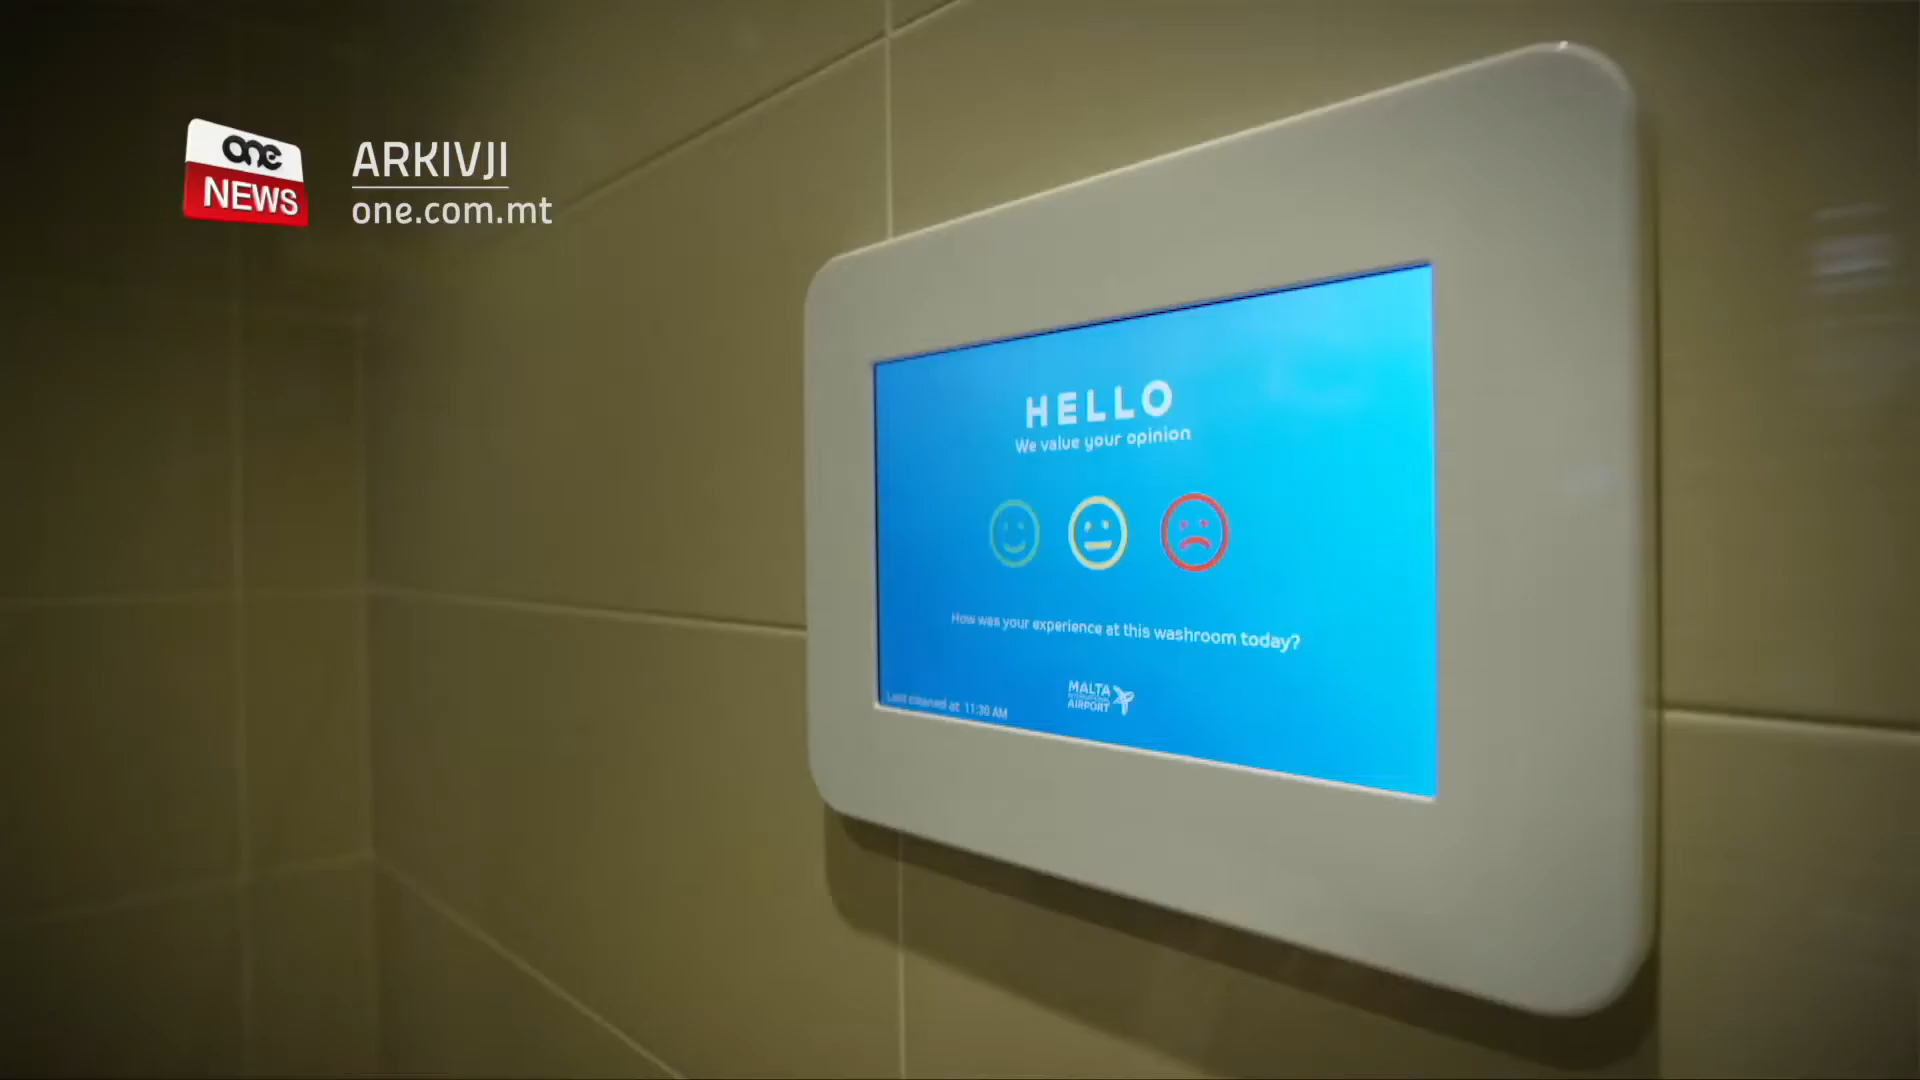 one
NEWS
ARKIVJI
one.com.mt
HELLO
We value your opinion
How was your experience at this washroom today?
Last cleaned at 11:30 AM
MALTA
INTERNATIONAL
AIRPORT